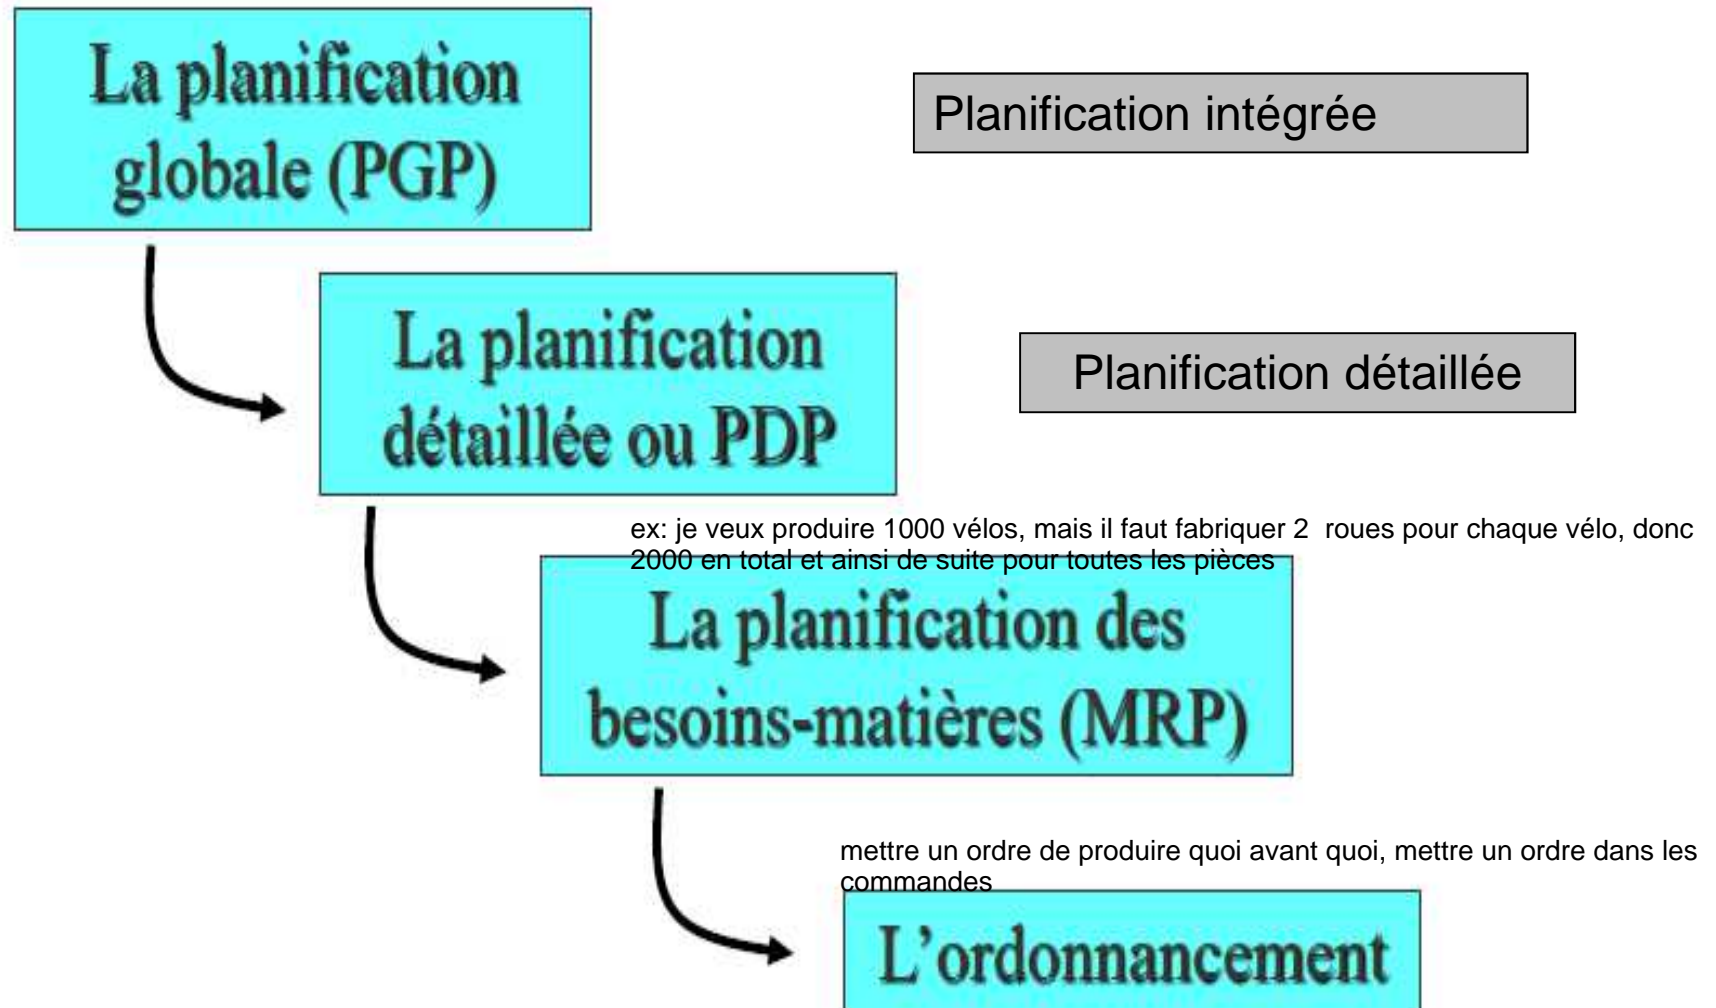 La planification
globale (PGP)
Planification intégrée
La planification
détaillée ou PDP
Planification détaillée
ex: je veux produire 1000 vélos, mais il faut fabriquer 2  roues pour chaque vélo, donc
2000 en total et ainsi de suite pour toutes les pièces
La planification des
besoins-matières (MRP)
mettre un ordre de produire quoi avant quoi, mettre un ordre dans les
commandes
L'ordonnancement